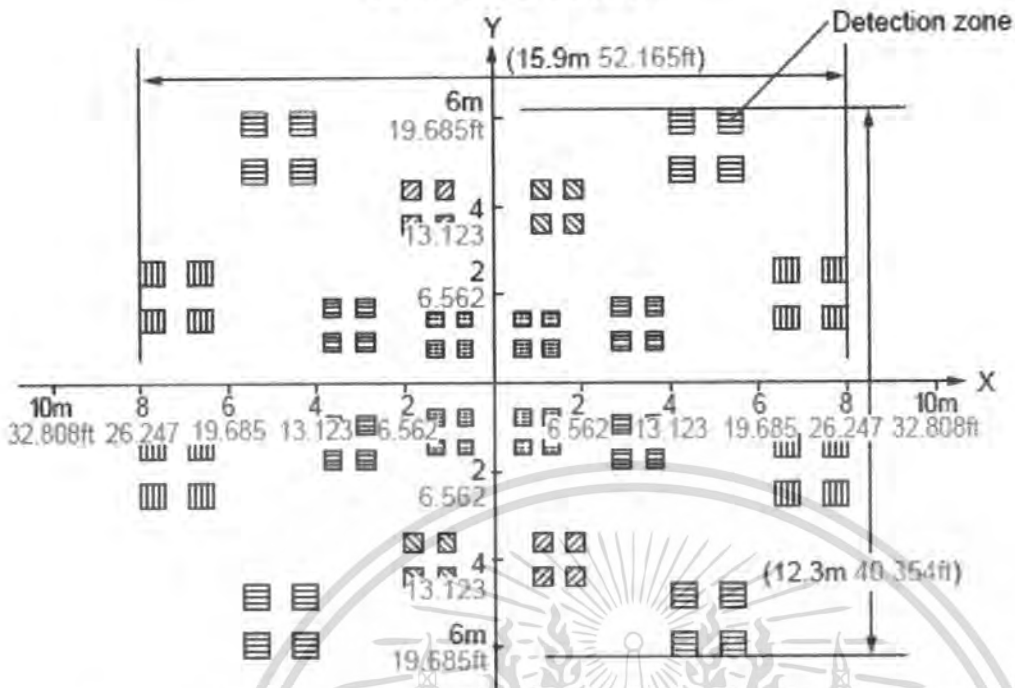 Y
Detection zone
(15.9m 52.165ft)
6m
19.685ft
4
13.123
2
6.562
X
10m 8 6 4 2 2 4 6 8 10m
32.808ft 26.247 19.685 13.123 6.562 6.562 13.123 19.685 26.247 32.808ft
2
6.562
4
13.123
(12.3m 40.354ft)
6m
19.685ft